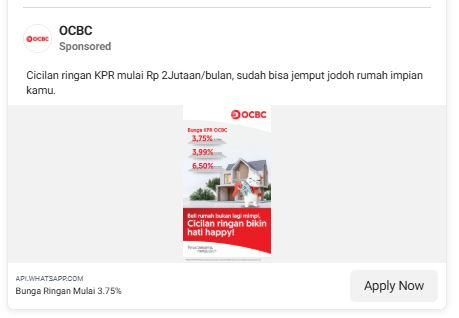 OCBC
OCBC
Sponsored
Cicilan ringan KPR mulai Rp 2Jutaan/bulan, sudah bisa jemput jodoh rumah impian
kamu.
OCBC
Bunga KPR OCBC
3,75%
3,99%
6,50%
Beli rumah bukan lagi mimpi,
Cicilan ringan bikin
hati happy!
API.WHATSAPP.COM
Bunga Ringan Mulai 3.75%
Apply Now